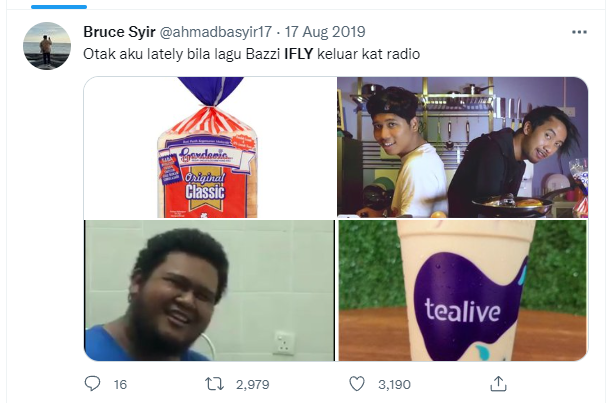 Bruce Syir @ahmadbasyir17 · 17 Aug 2019
Otak aku lately bila lagu Bazzi IFLY keluar kat radio
Gardenia
Original
Classic
tealive
16
2,979
3,190